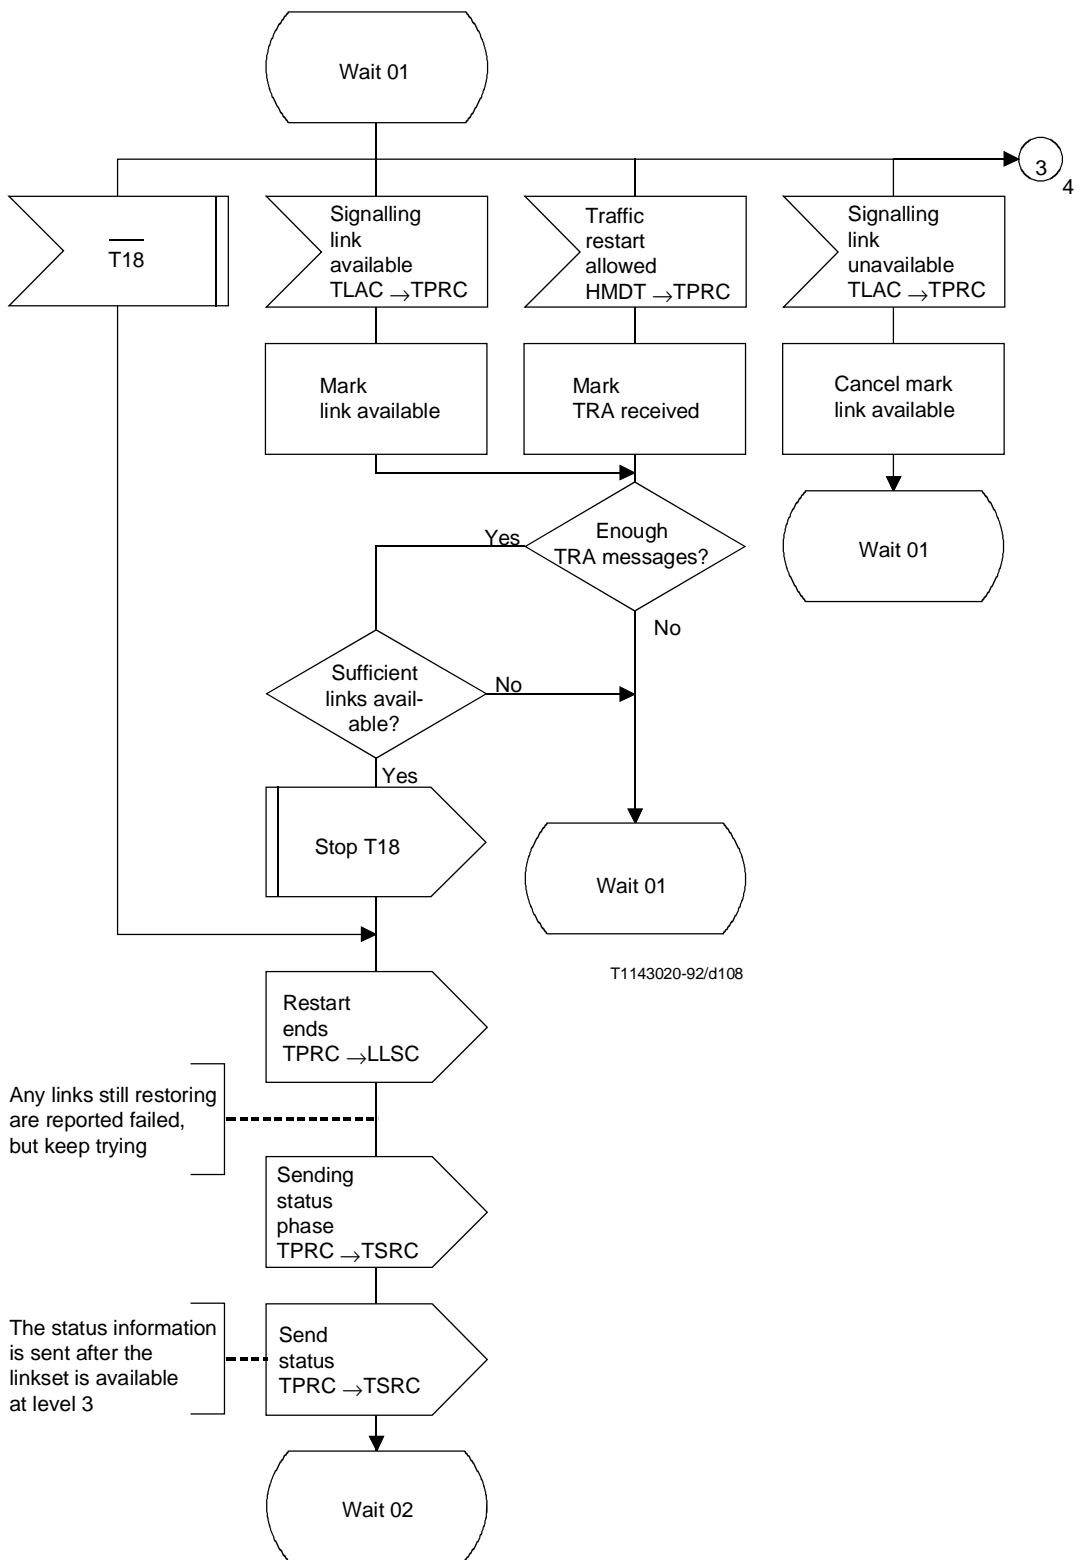 Wait 01
3
4
T18
Signalling
link
available
TLAC →TPRC
Traffic
restart
allowed
HMDT →TPRC
Signalling
link
unavailable
TLAC →TPRC
Mark
link available
Mark
TRA received
Cancel mark
link available
Yes
Enough
TRA messages?
Wait 01
No
Sufficient
links avail-
able?
No
Yes
Stop T18
Wait 01
T1143020-92/d108
Restart
ends
TPRC →LLSC
Any links still restoring
are reported failed,
but keep trying
Sending
status
phase
TPRC →TSRC
The status information
is sent after the
linkset is available
at level 3
Send
status
TPRC →TSRC
Wait 02